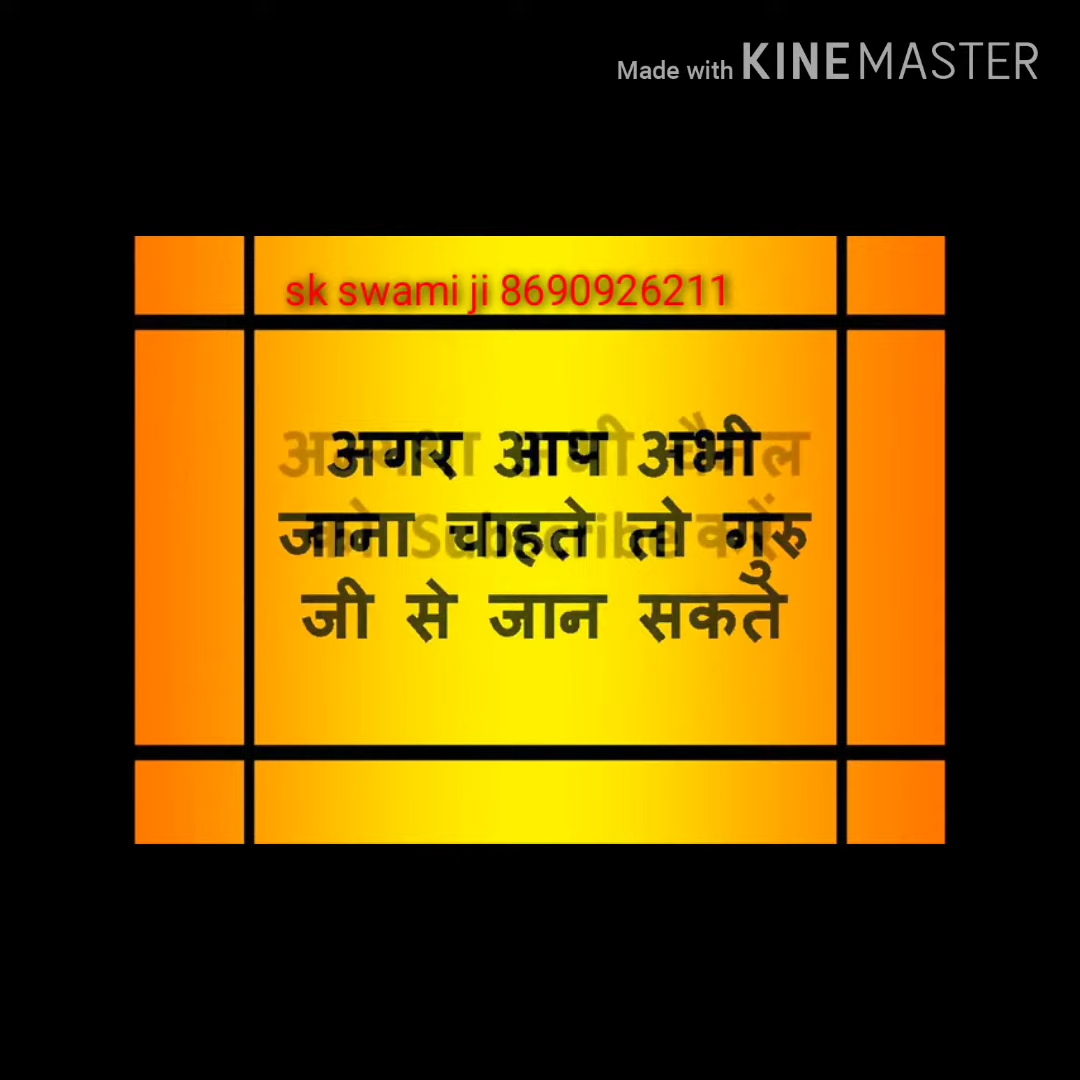 Made with KINEMASTER
sk swami ji 8690926211
अगर आप अभी
जाना चाहते तो गुरु
जी से जान सकते